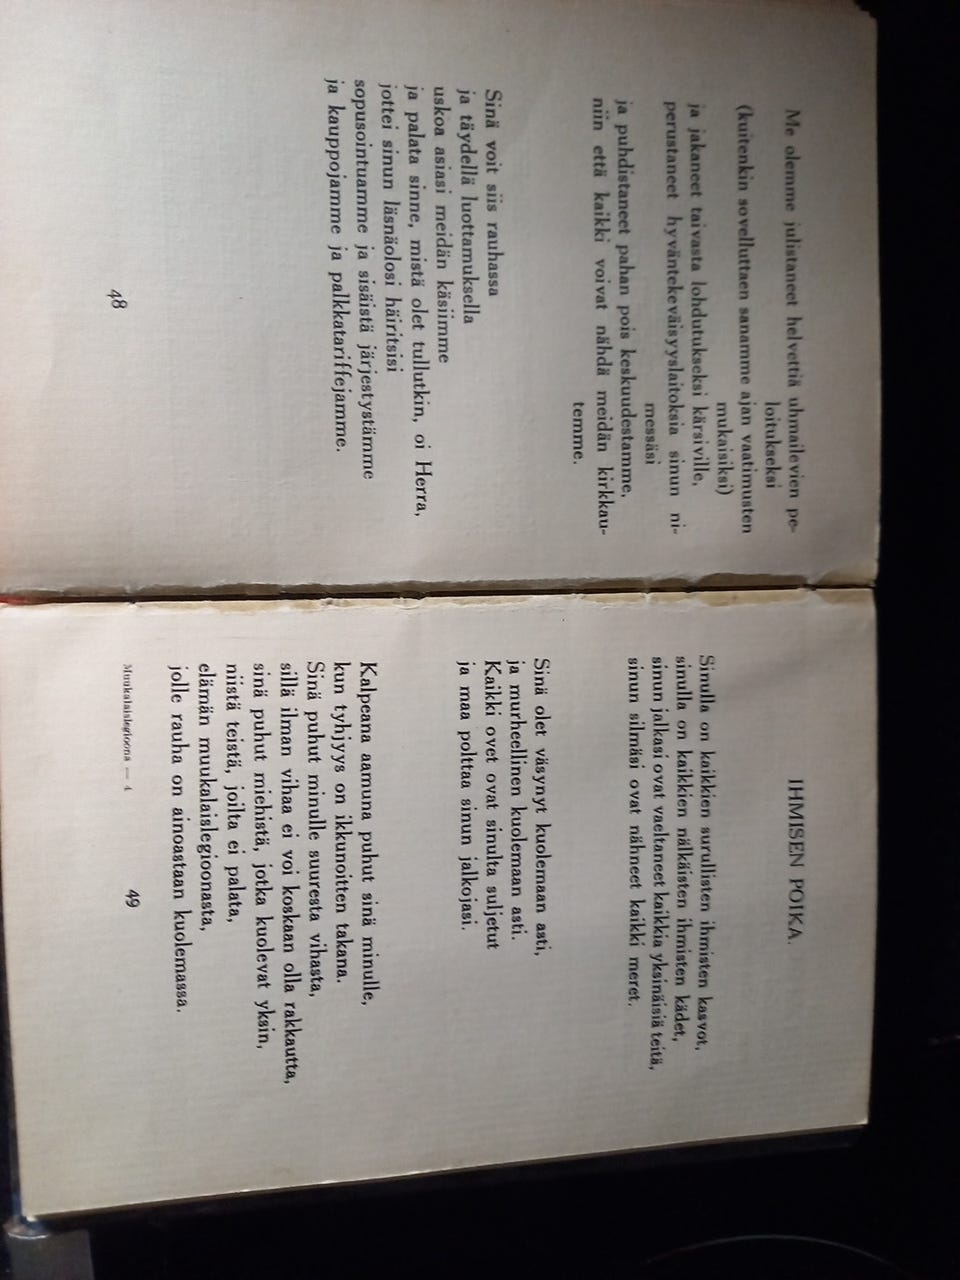 Me olemme julistaneet helvettiä uhmailevien pe-
loitukseksi
(kuitenkin sovelluttaen sanamme ajan vaatimusten
mukaisiksi)
ja jakaneet taivasta lohdutukseksi kärsiville,
perustaneet hyväntekeväisyyslaitoksia sinun ni-
messäsi
ja puhdistaneet pahan pois keskuudestamme,
niin että kaikki voivat nähdä meidän kirkkau-
temme.
Sinä voit siis rauhassa
ja täydellä luottamuksella
uskoa asiasi meidän käsiimme
ja palata sinne, mistä olet tullutkin, oi Herra,
jottei sinun läsnäolosi häiritsisi
sopusointuamme ja sisäistä järjestystämme
ja kauppojamme ja palkkatariffejamme.
48
IHMISEN POIKA.
Sinulla on kaikkien surullisten ihmisten kasvot,
sinulla on kaikkien nälkäisten ihmisten kädet,
sinun jalkasi ovat vaeltaneet kaikkia yksinäisiä teitä,
sinun silmäsi ovat nähneet kaikki meret.
Sinä olet väsynyt kuolemaan asti,
ja murheellinen kuolemaan asti.
Kaikki ovet ovat sinulta suljetut
ja maa polttaa sinun jalkojasi.
Kalpeana aamuna puhut sinä minulle,
kun tyhjyys on ikkunoitten takana.
Sinä puhut minulle suuresta vihasta,
sillä ilman vihaa ei voi koskaan olla rakkautta,
sinä puhut miehistä, jotka kuolevat yksin,
niistä teistä, joilta ei palata,
elämän muukalaislegioonasta,
jolle rauha on ainoastaan kuolemassa.
Muukalaislegioona — 4
49